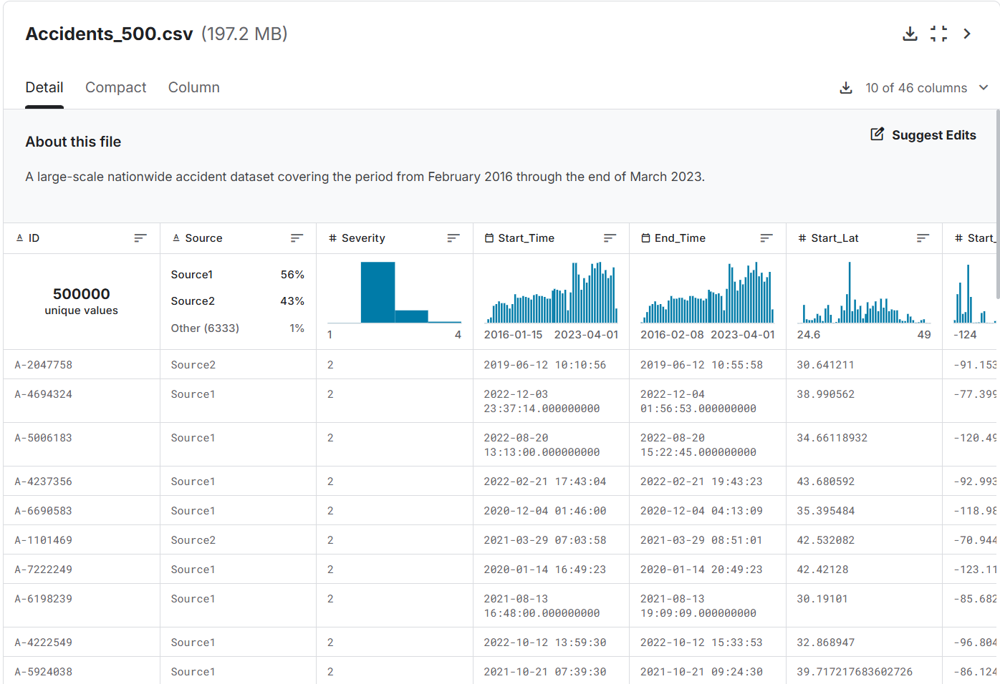 Accidents_500.csv (197.2 MB)
Detail Compact Column
10 of 46 columns
About this file
Suggest Edits
A large-scale nationwide accident dataset covering the period from February 2016 through the end of March 2023.
A ID
A Source
# Severity
Start_Time
End_Time
# Start_Lat
# Start_
500000
unique values
Source1 56%
Source2 43%
Other (6333) 1%
1 4
2016-01-15 2023-04-01
2016-02-08 2023-04-01
24.6 49
-124
A-2047758 Source2 2 2019-06-12 10:10:56 2019-06-12 10:55:58 30.641211 -91.153
A-4694324 Source1 2 2022-12-03 2022-12-04 38.990562 -77.399
23:37:14.000000000 01:56:53.000000000
A-5006183 Source1 2 2022-08-20 2022-08-20 34.66118932 -120.49
13:13:00.000000000 15:22:45.000000000
A-4237356 Source1 2 2022-02-21 17:43:04 2022-02-21 19:43:23 43.680592 -92.993
A-6690583 Source1 2 2020-12-04 01:46:00 2020-12-04 04:13:09 35.395484 -118.98
A-1101469 Source2 2 2021-03-29 07:03:58 2021-03-29 08:51:01 42.532082 -70.944
A-7222249 Source1 2 2020-01-14 16:49:23 2020-01-14 20:49:23 42.42128 -123.11
A-6198239 Source1 2 2021-08-13 2021-08-13 30.19101 -85.682
16:48:00.000000000 19:09:09.000000000
A-4222549 Source1 2 2022-10-12 13:59:30 2022-10-12 15:33:53 32.868947 -96.804
A-5924038 Source1 2 2021-10-21 07:39:30 2021-10-21 09:24:30 39.717217683602726 -86.124